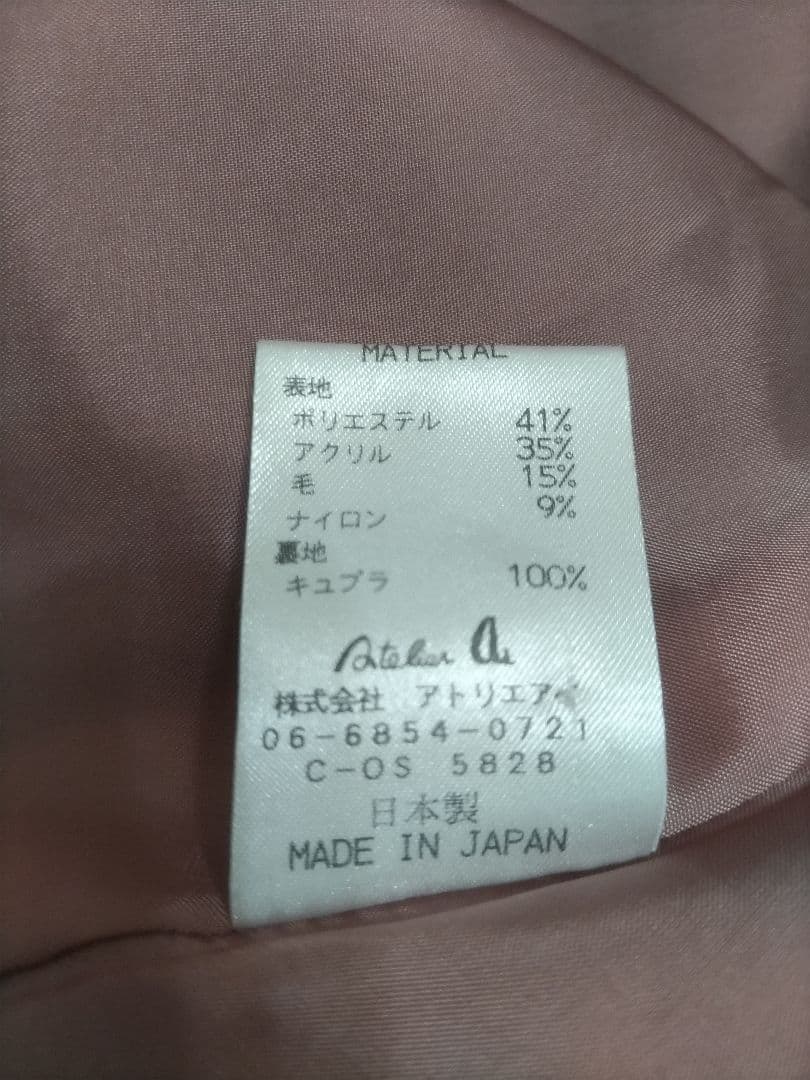 MATERIAL
表地
ポリエステル 41%
アクリル 35%
毛 15%
ナイロン 9%
裏地
キュプラ 100%
Atelier a
株式会社 アトリエアイ
06-6854-0721
C-OS 5828
日本製
MADE IN JAPAN